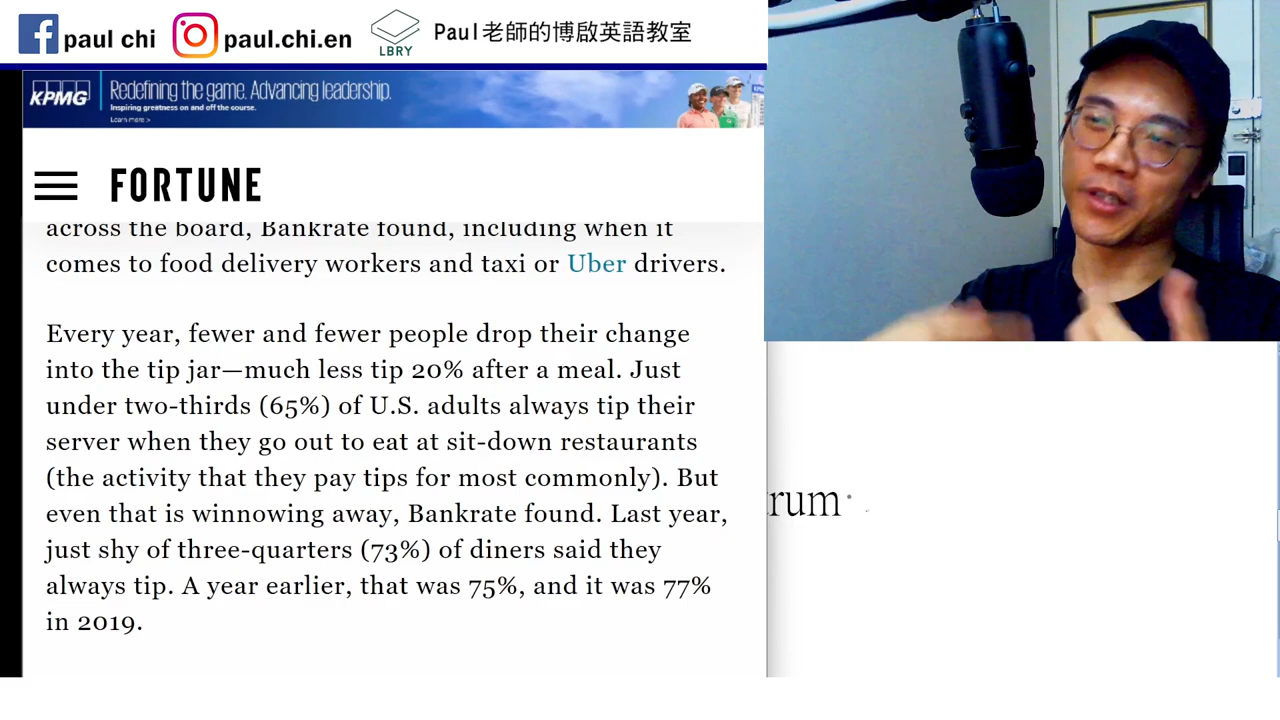 paul chi
paul.chi.en
LBRY
Paul老師的博啟英語教室
KPMG
Redefining the game. Advancing leadership.
Inspiring greatness on and off the course.
Learn more >
FORTUNE
across the board, Bankrate found, including when it
comes to food delivery workers and taxi or Uber drivers.
Every year, fewer and fewer people drop their change
into the tip jar—much less tip 20% after a meal. Just
under two-thirds (65%) of U.S. adults always tip their
server when they go out to eat at sit-down restaurants
(the activity that they pay tips for most commonly). But
even that is winnowing away, Bankrate found. Last year,
just shy of three-quarters (73%) of diners said they
always tip. A year earlier, that was 75%, and it was 77%
in 2019.
trum